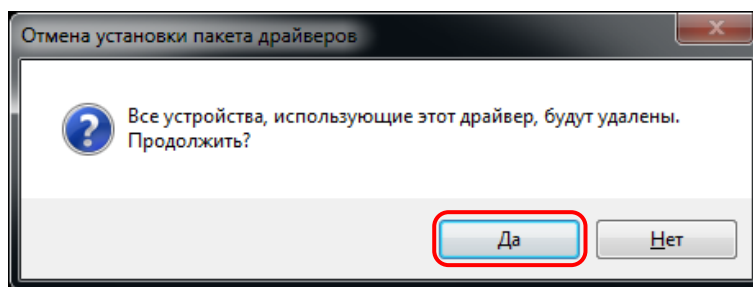 Отмена установки пакета драйверов
Все устройства, использующие этот драйвер, будут удалены.
Продолжить?
Да
Нет